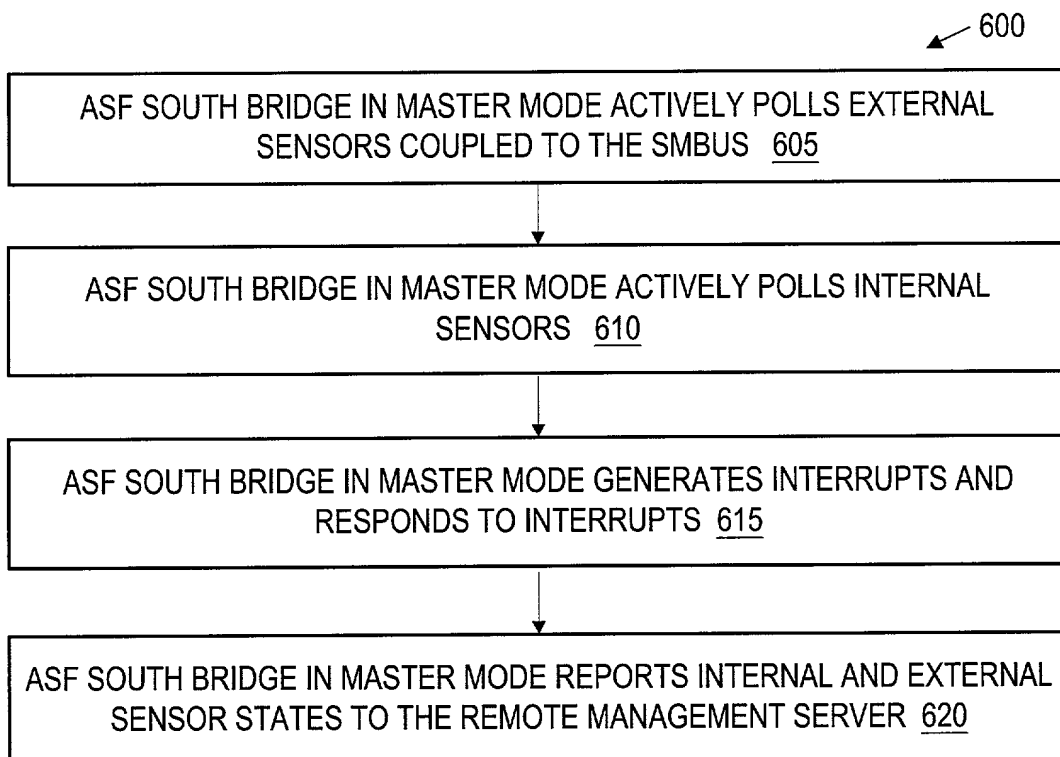 600
ASF SOUTH BRIDGE IN MASTER MODE ACTIVELY POLLS EXTERNAL
SENSORS COUPLED TO THE SMBUS 605
ASF SOUTH BRIDGE IN MASTER MODE ACTIVELY POLLS INTERNAL
SENSORS 610
ASF SOUTH BRIDGE IN MASTER MODE GENERATES INTERRUPTS AND
RESPONDS TO INTERRUPTS 615
ASF SOUTH BRIDGE IN MASTER MODE REPORTS INTERNAL AND EXTERNAL
SENSOR STATES TO THE REMOTE MANAGEMENT SERVER 620